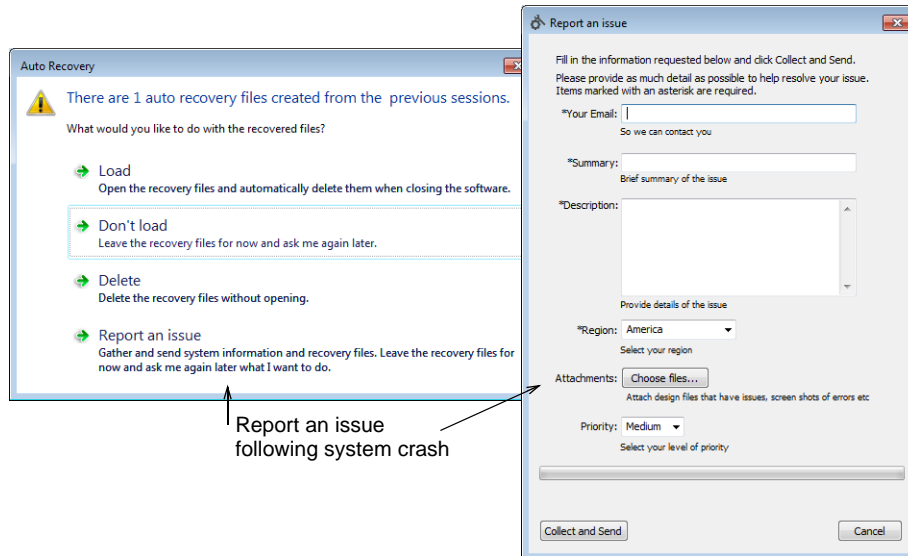 Auto Recovery
There are 1 auto recovery files created from the previous sessions.
What would you like to do with the recovered files?
Load
Open the recovery files and automatically delete them when closing the software.
Don't load
Leave the recovery files for now and ask me again later.
Delete
Delete the recovery files without opening.
Report an issue
Gather and send system information and recovery files. Leave the recovery files for
now and ask me again later what I want to do.
Report an issue
following system crash
Report an issue
Fill in the information requested below and click Collect and Send.
Please provide as much detail as possible to help resolve your issue.
Items marked with an asterisk are required.
*Your Email:
So we can contact you
*Summary:
Brief summary of the issue
*Description:
Provide details of the issue
*Region: America
Select your region
Attachments: Choose files...
Attach design files that have issues, screen shots of errors etc
Priority: Medium
Select your level of priority
Collect and Send
Cancel